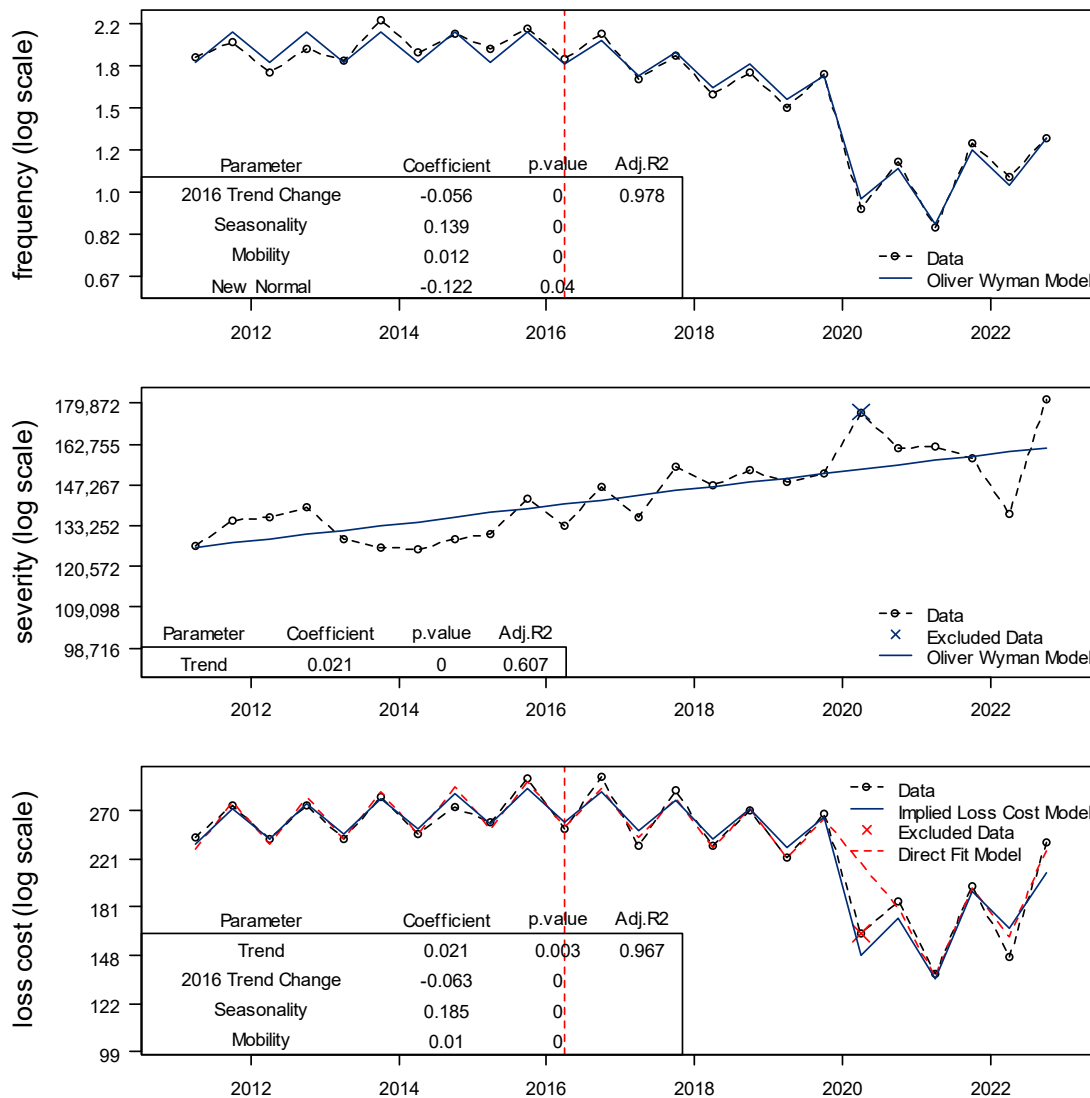 frequency (log scale)
2.2
1.8
1.5
1.2
1.0
0.82
0.67
Parameter Coefficient p.value Adj.R2
2016 Trend Change -0.056 0 0.978
Seasonality 0.139 0
Mobility 0.012 0
New Normal -0.122 0.04
Data
Oliver Wyman Model
2012 2014 2016 2018 2020 2022
severity (log scale)
179,872
162,755
147,267
133,252
120,572
109,098
98,716
Parameter Coefficient p.value Adj.R2
Trend 0.021 0 0.607
Data
Excluded Data
Oliver Wyman Model
2012 2014 2016 2018 2020 2022
loss cost (log scale)
270
221
181
148
122
99
Data
Implied Loss Cost Model
Excluded Data
Direct Fit Model
Parameter Coefficient p.value Adj.R2
Trend 0.021 0.003 0.967
2016 Trend Change -0.063 0
Seasonality 0.185 0
Mobility 0.01 0
2012 2014 2016 2018 2020 2022